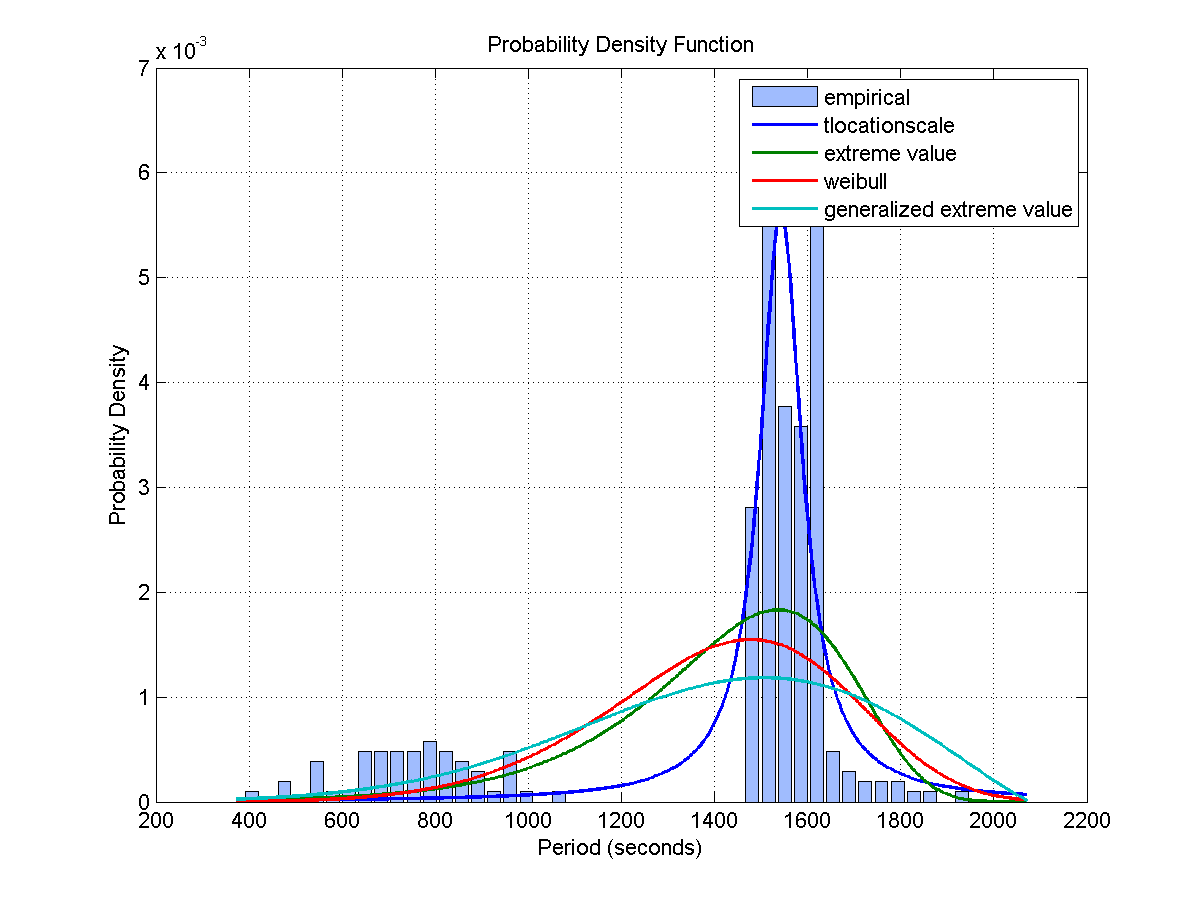 Probability Density Function
x 10-3
7
6
5
4
3
2
1
0
Probability Density
empirical
tlocationscale
extreme value
weibull
generalized extreme value
200 400 600 800 1000 1200 1400 1600 1800 2000 2200
Period (seconds)